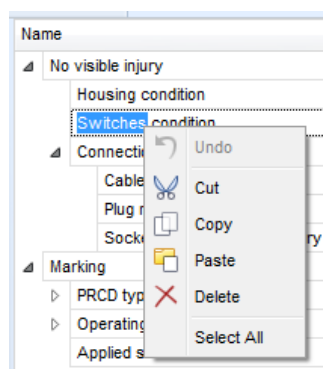 Name
No visible injury
Housing condition
Switches condition
Connecti
Cable
Plug
Socke
ry
Marking
PRCD typ
Operating
Applied s
Undo
Cut
Copy
Paste
Delete
Select All